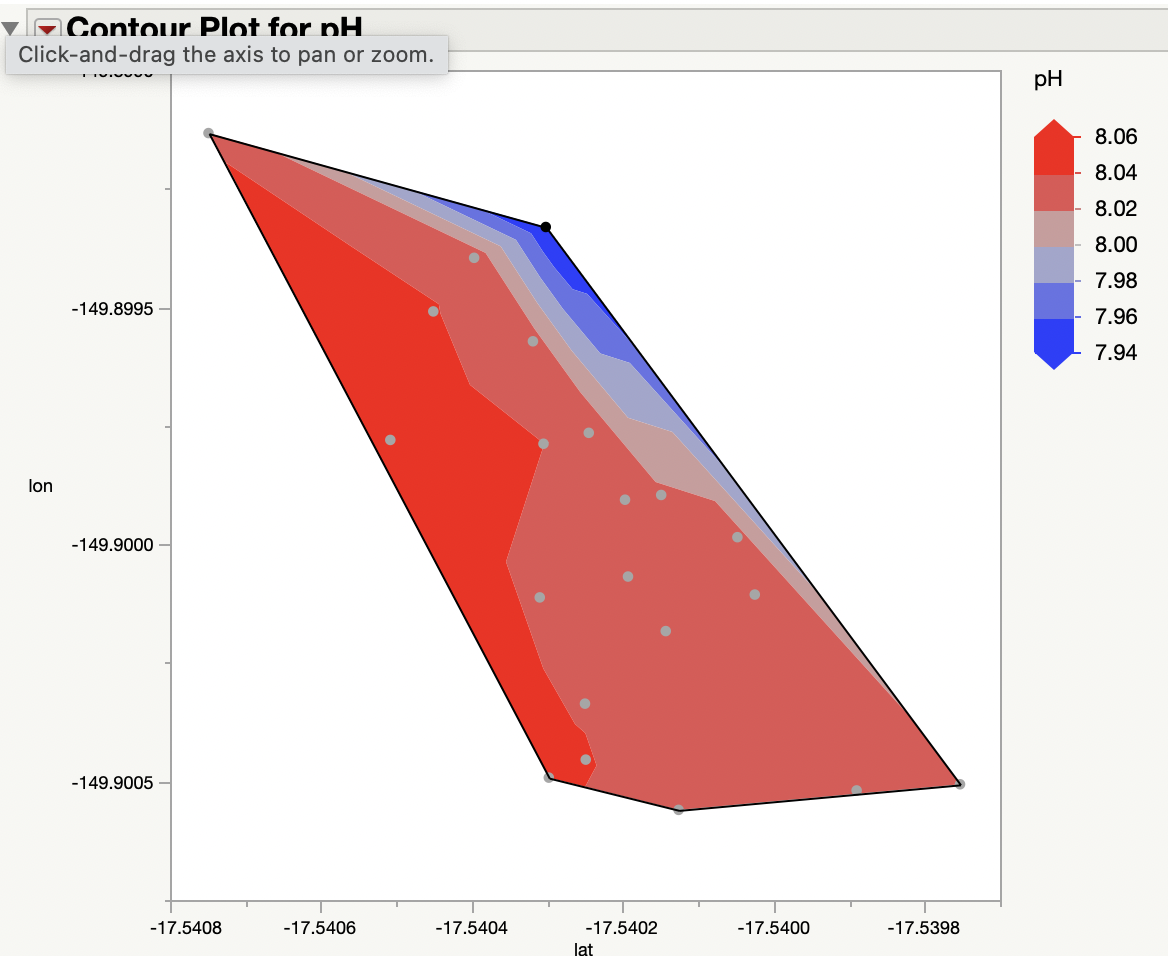 Contour Plot for pH
Click-and-drag the axis to pan or zoom.
pH
8.06
8.04
8.02
8.00
7.98
7.96
7.94
-149.8995
lon
-149.9000
-149.9005
-17.5408 -17.5406 -17.5404 -17.5402 -17.5400 -17.5398
lat